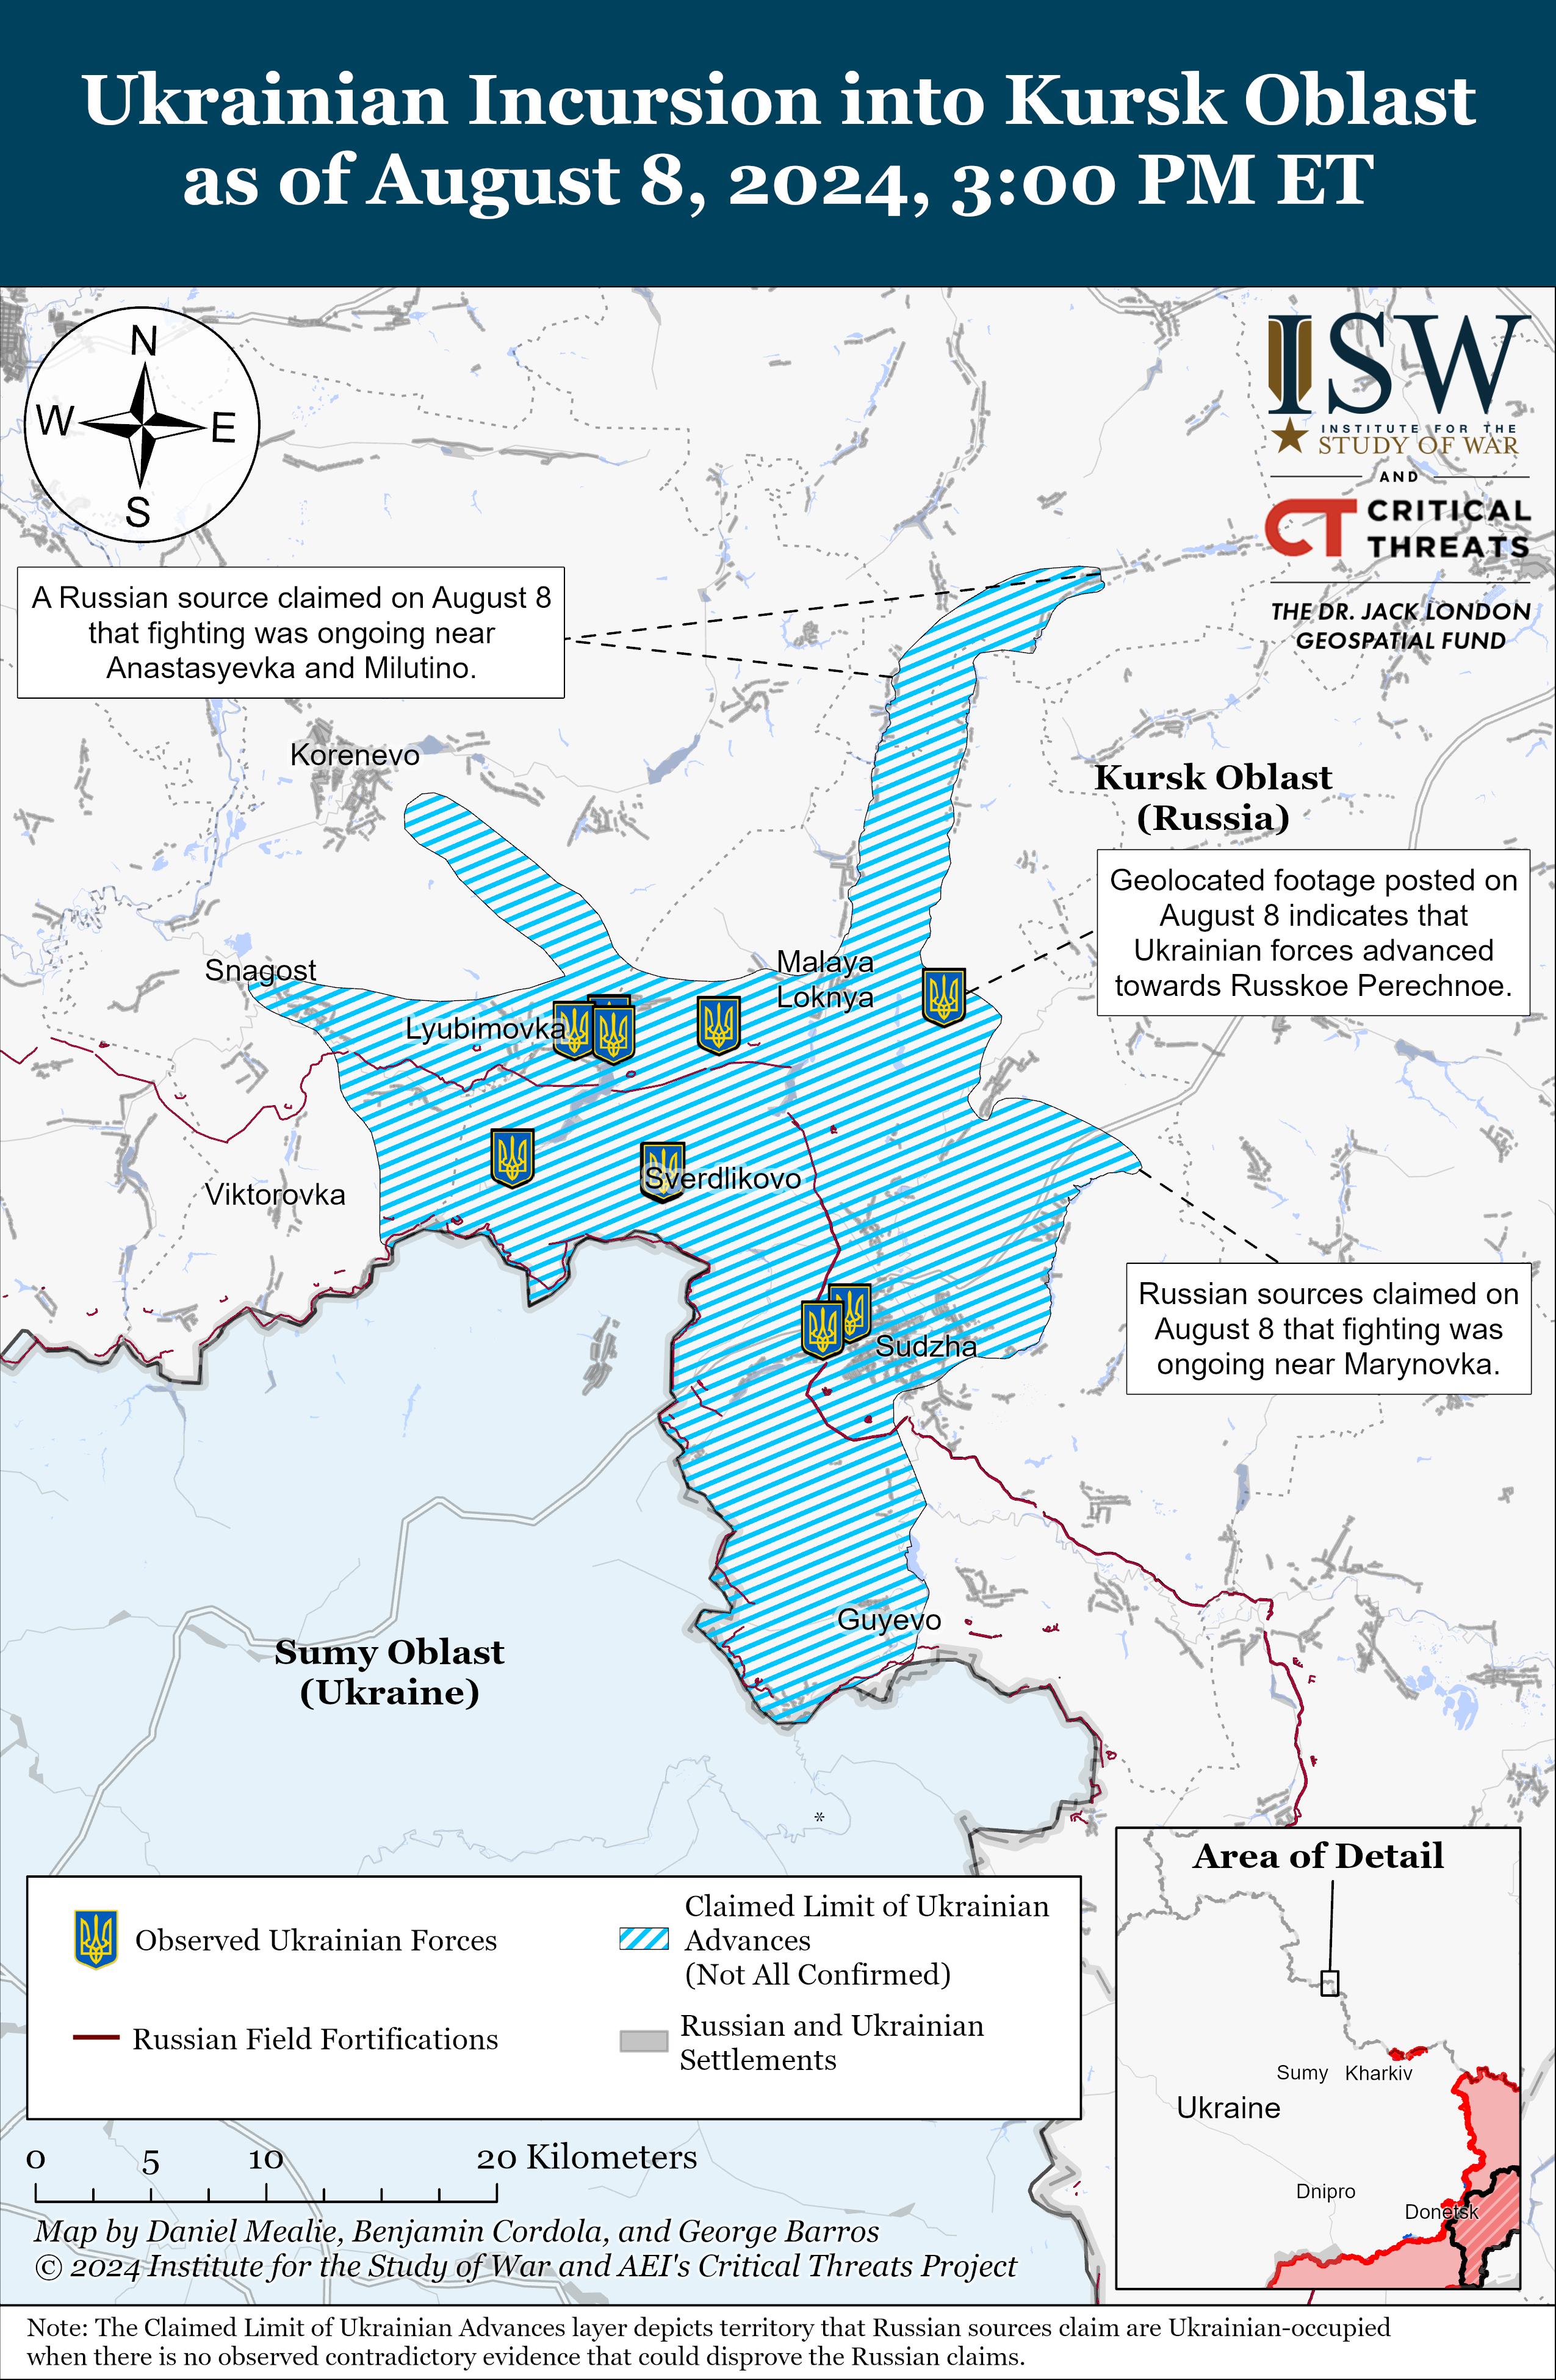 Ukrainian Incursion into Kursk Oblast
as of August 8, 2024, 3:00 PM ET
N
W
E
S
ISW
INSTITUTE FOR THE
STUDY OF WAR
AND
CT CRITICAL
THREATS
THE DR. JACK LONDON
GEOSPATIAL FUND
A Russian source claimed on August 8
that fighting was ongoing near
Anastasyevka and Milutino.
Korenevo
Kursk Oblast
(Russia)
Geolocated footage posted on
August 8 indicates that
Ukrainian forces advanced
towards Russkoe Perechnoe.
Snagost
Malaya
Loknya
Lyubimovka
Sverdlikovo
Viktorovka
Russian sources claimed on
August 8 that fighting was
ongoing near Marynovka.
Sudzha
Guyevo
Sumy Oblast
(Ukraine)
*
Observed Ukrainian Forces
Claimed Limit of Ukrainian
Advances
(Not All Confirmed)
Russian Field Fortifications
Russian and Ukrainian
Settlements
Area of Detail
Sumy
Kharkiv
Ukraine
Dnipro
Donetsk
0 5 10 20 Kilometers
Map by Daniel Mealie, Benjamin Cordola, and George Barros
© 2024 Institute for the Study of War and AEI's Critical Threats Project
Note: The Claimed Limit of Ukrainian Advances layer depicts territory that Russian sources claim are Ukrainian-occupied
when there is no observed contradictory evidence that could disprove the Russian claims.